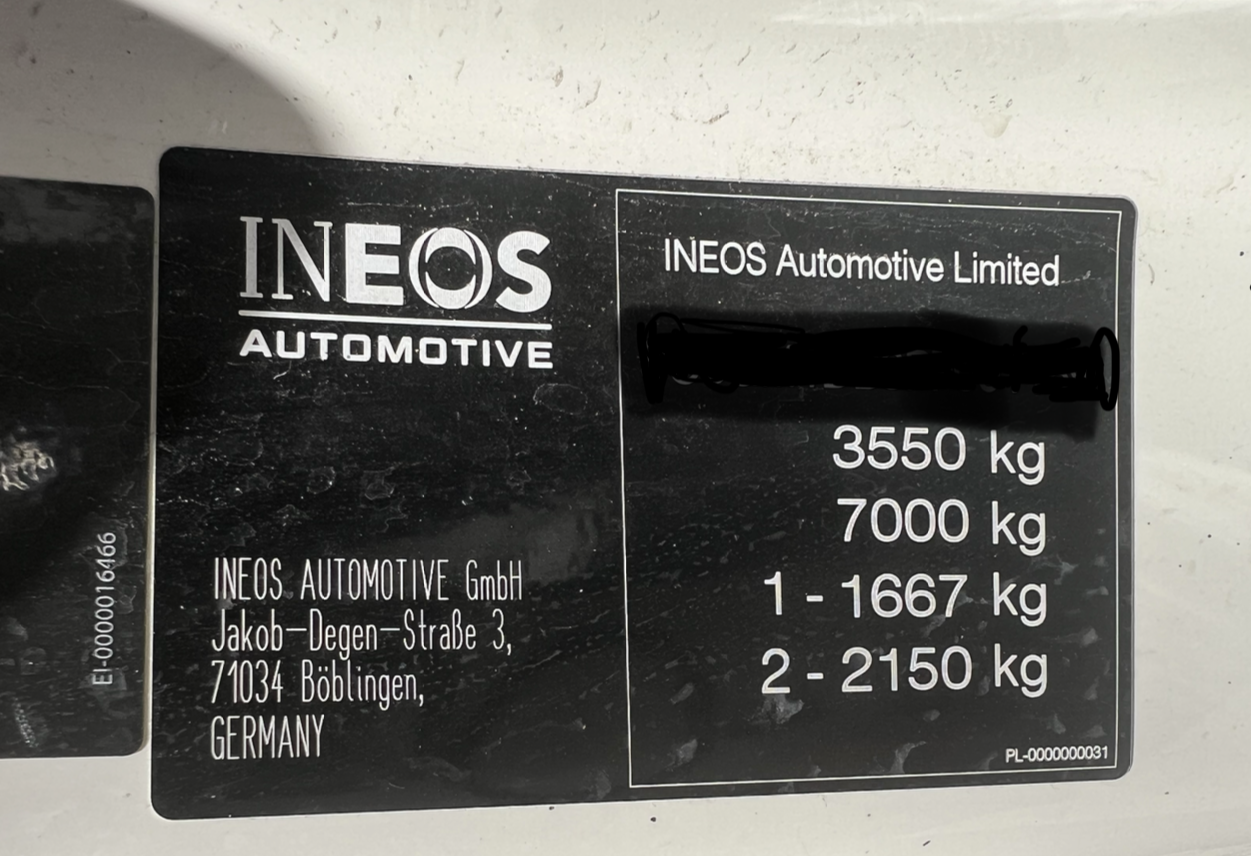 INEOS
AUTOMOTIVE
INEOS AUTOMOTIVE GmbH
Jakob-Degen-Straße 3,
71034 Böblingen,
GERMANY
INEOS Automotive Limited
3550 kg
7000 kg
1 - 1667 kg
2 - 2150 kg
PL-0000000031
EI-0000016466